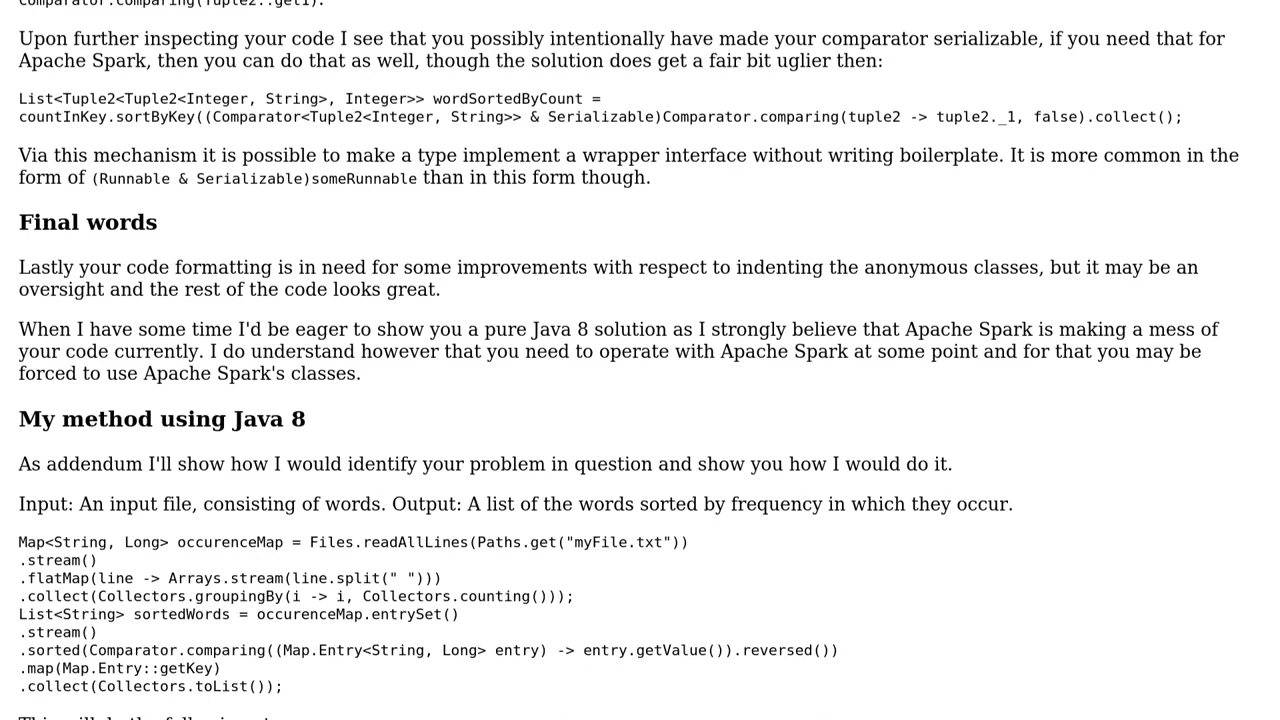 Comparator.comparing(Tuple2::get1).
Upon further inspecting your code I see that you possibly intentionally have made your comparator serializable, if you need that for
Apache Spark, then you can do that as well, though the solution does get a fair bit uglier then:
List<Tuple2<Tuple2<Integer, String>, Integer>> wordSortedByCount =
countInKey.sortByKey((Comparator<Tuple2<Integer, String>> & Serializable)Comparator.comparing(tuple2 -> tuple2._1, false).collect();
Via this mechanism it is possible to make a type implement a wrapper interface without writing boilerplate. It is more common in the
form of (Runnable & Serializable)someRunnable than in this form though.
Final words
Lastly your code formatting is in need for some improvements with respect to indenting the anonymous classes, but it may be an
oversight and the rest of the code looks great.
When I have some time I'd be eager to show you a pure Java 8 solution as I strongly believe that Apache Spark is making a mess of
your code currently. I do understand however that you need to operate with Apache Spark at some point and for that you may be
forced to use Apache Spark's classes.
My method using Java 8
As addendum I'll show how I would identify your problem in question and show you how I would do it.
Input: An input file, consisting of words. Output: A list of the words sorted by frequency in which they occur.
Map<String, Long> occurenceMap = Files.readAllLines(Paths.get("myFile.txt"))
.stream()
.flatMap(line -> Arrays.stream(line.split(" ")))
.collect(Collectors.groupingBy(i -> i, Collectors.counting()));
List<String> sortedWords = occurenceMap.entrySet()
.stream()
.sorted(Comparator.comparing((Map.Entry<String, Long> entry) -> entry.getValue()).reversed())
.map(Map.Entry::getKey)
.collect(Collectors.toList());